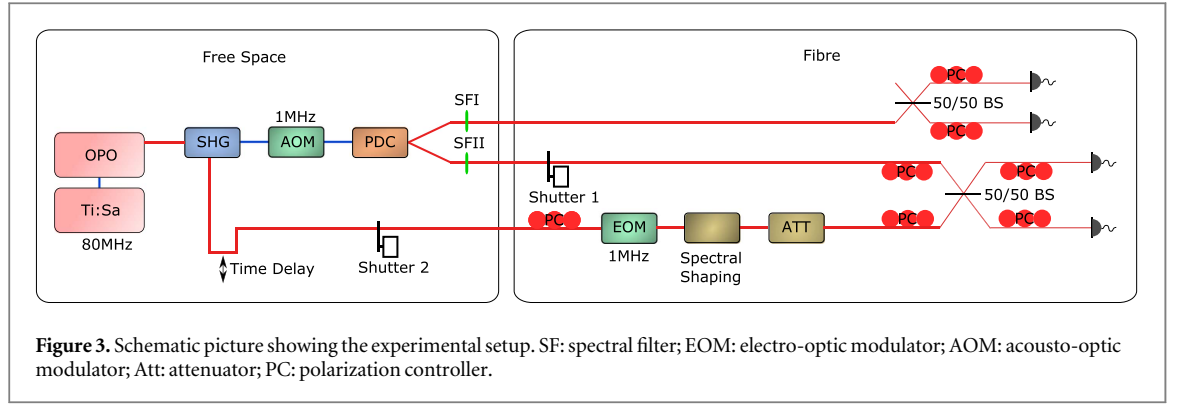 Free Space
Fibre
PC
50/50 BS
PC
SFI
1MHz
SHG
AOM
PDC
SFII
OPO
Ti:Sa
80MHz
Shutter 1
PC
PC
50/50 BS
PC
EOM
1MHz
Spectral
Shaping
ATT
PC
PC
Time Delay
Shutter 2
Figure 3. Schematic picture showing the experimental setup. SF: spectral filter; EOM: electro-optic modulator; AOM: acousto-optic
modulator; Att: attenuator; PC: polarization controller.